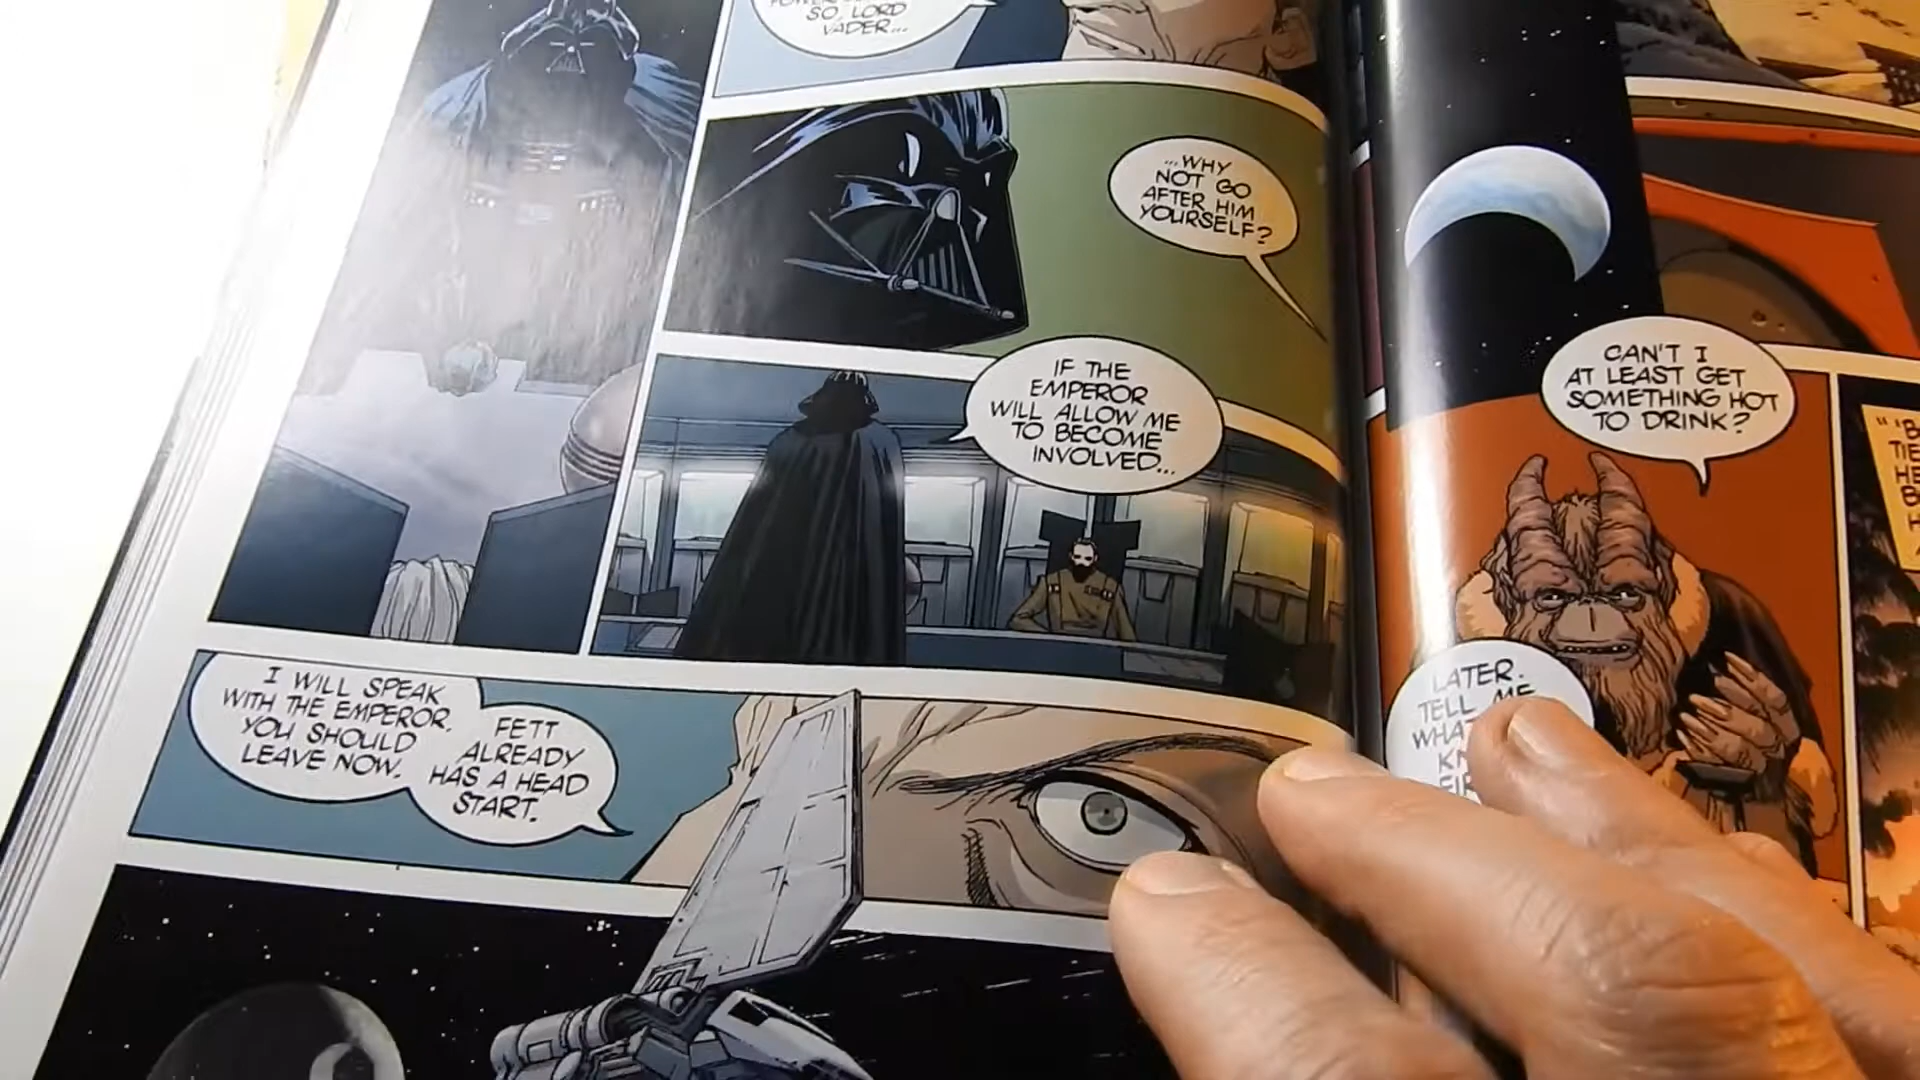 SO, LORD
VADER...
...WHY
NOT GO
AFTER HIM
YOURSELF?
IF THE
EMPEROR
WILL ALLOW ME
TO BECOME
INVOLVED...
I WILL SPEAK
WITH THE EMPEROR.
YOU SHOULD
LEAVE NOW.
FETT
ALREADY
HAS A HEAD
START.
CAN'T I
AT LEAST GET
SOMETHING HOT
TO DRINK?
LATER.
TELL ME